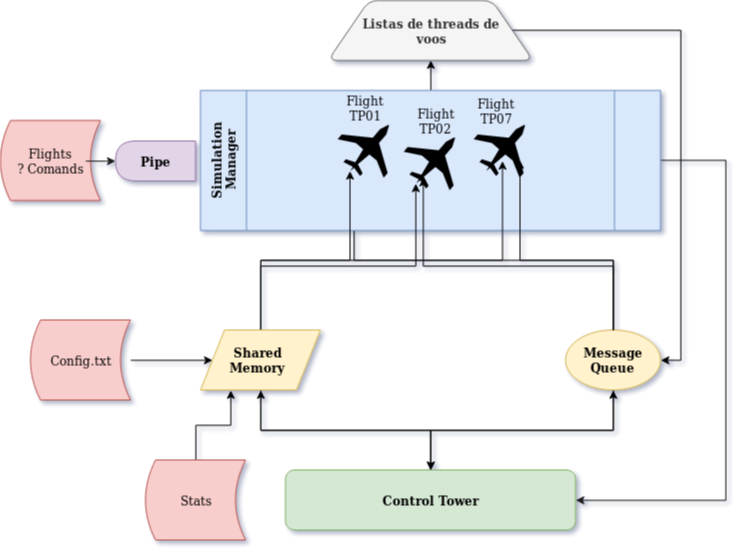 Listas de threads de
voos
Flight
TP01
Flight
TP02
Flight
TP07
Simulation
Manager
Flights
? Comandos
Pipe
Config.txt
Shared
Memory
Message
Queue
Stats
Control Tower